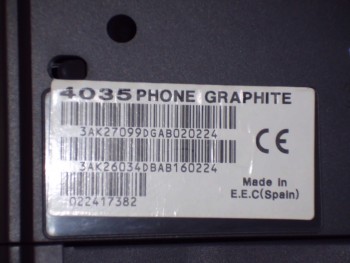 4035 PHONE GRAPHITE
3AK27099DGAB020224
CE
3AK26034DBAB160224
Made in
E.E.C(Spain)
022417382